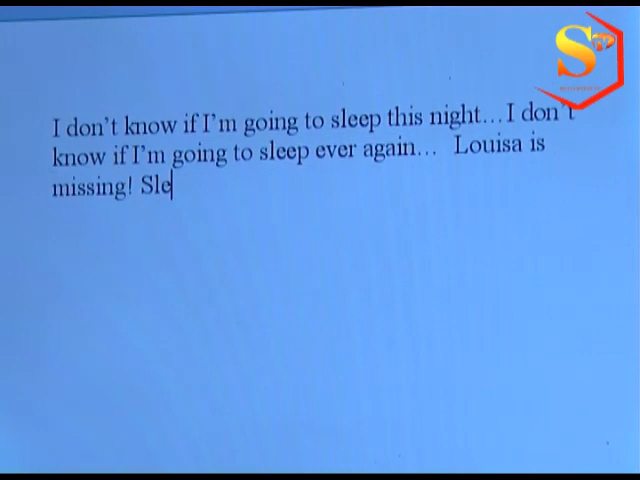 I don't know if I'm going to sleep this night...I don't
know if I'm going to sleep ever again... Louisa is
missing! Sle